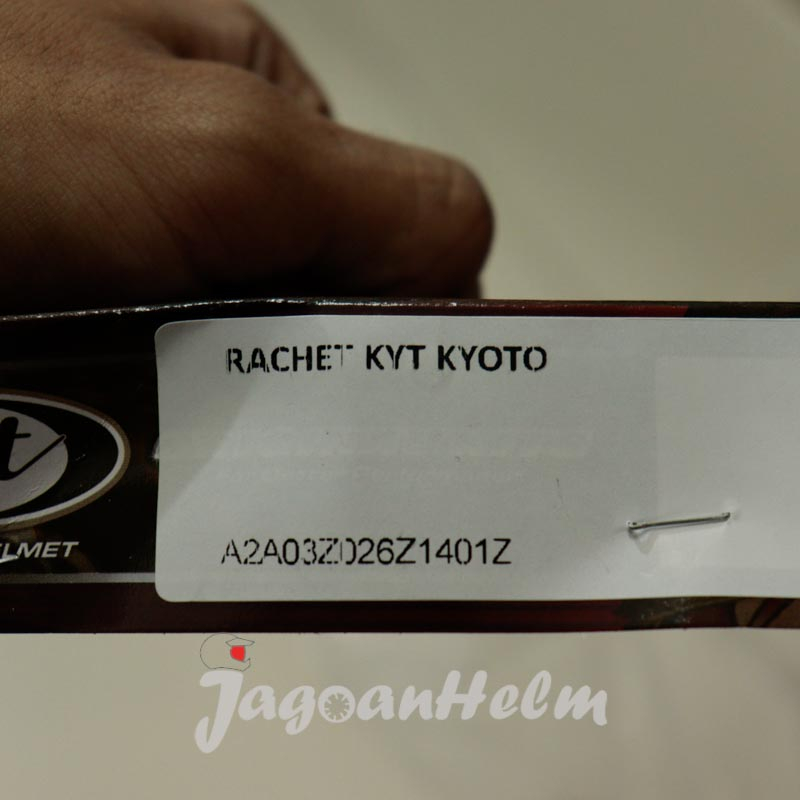 RACHET KYT KYOTO
A2A03Z026Z1401Z
JagoanHelm